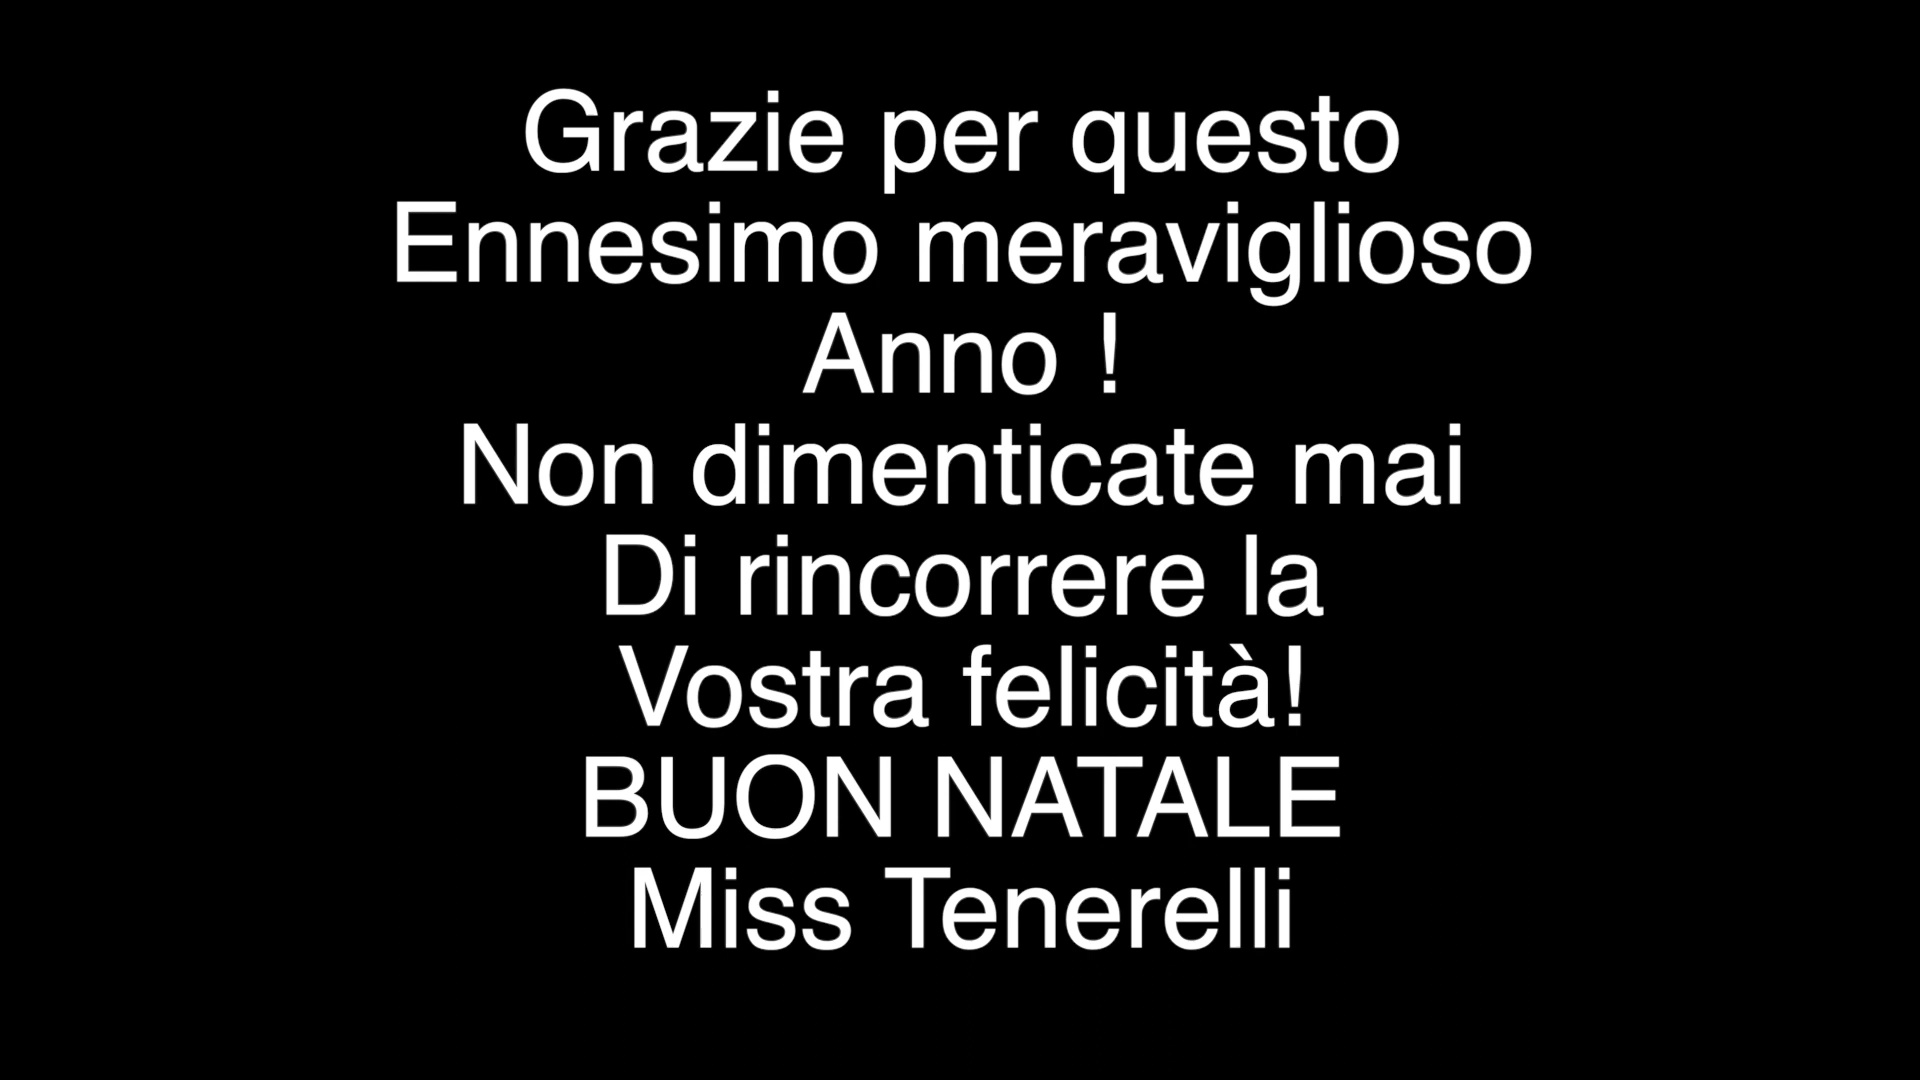 Grazie per questo
Ennesimo meraviglioso
Anno !
Non dimenticate mai
Di rincorrere la
Vostra felicità!
BUON NATALE
Miss Tenerelli